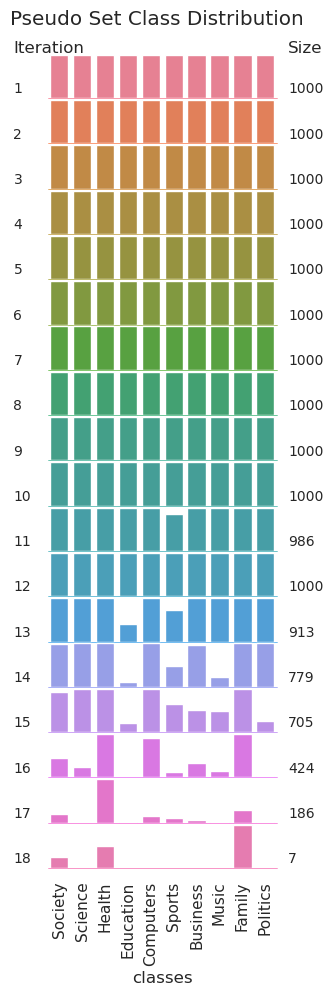 Pseudo Set Class Distribution
Iteration Size
1 1000
2 1000
3 1000
4 1000
5 1000
6 1000
7 1000
8 1000
9 1000
10 1000
11 986
12 1000
13 913
14 779
15 705
16 424
17 186
18 7
Society
Science
Health
Education
Computers
Sports
Business
Music
Family
Politics
classes